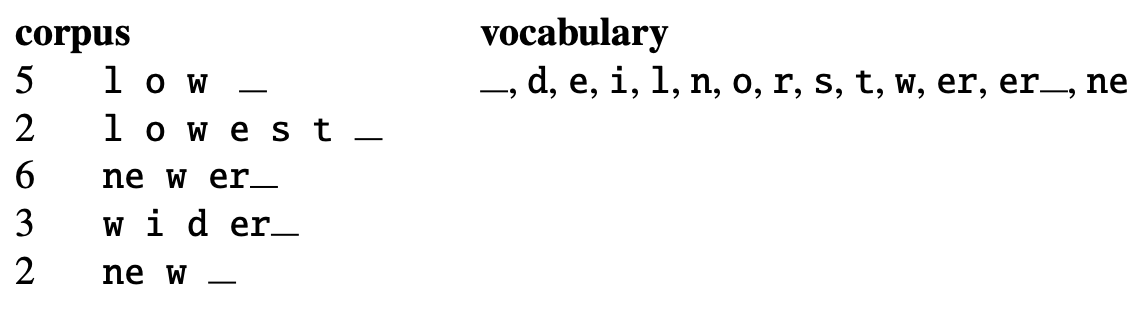 corpus vocabulary
5 l o w _ _, d, e, i, l, n, o, r, s, t, w, er, er_, ne
2 l o w e s t _
6 ne w er_
3 w i d er_
2 ne w _